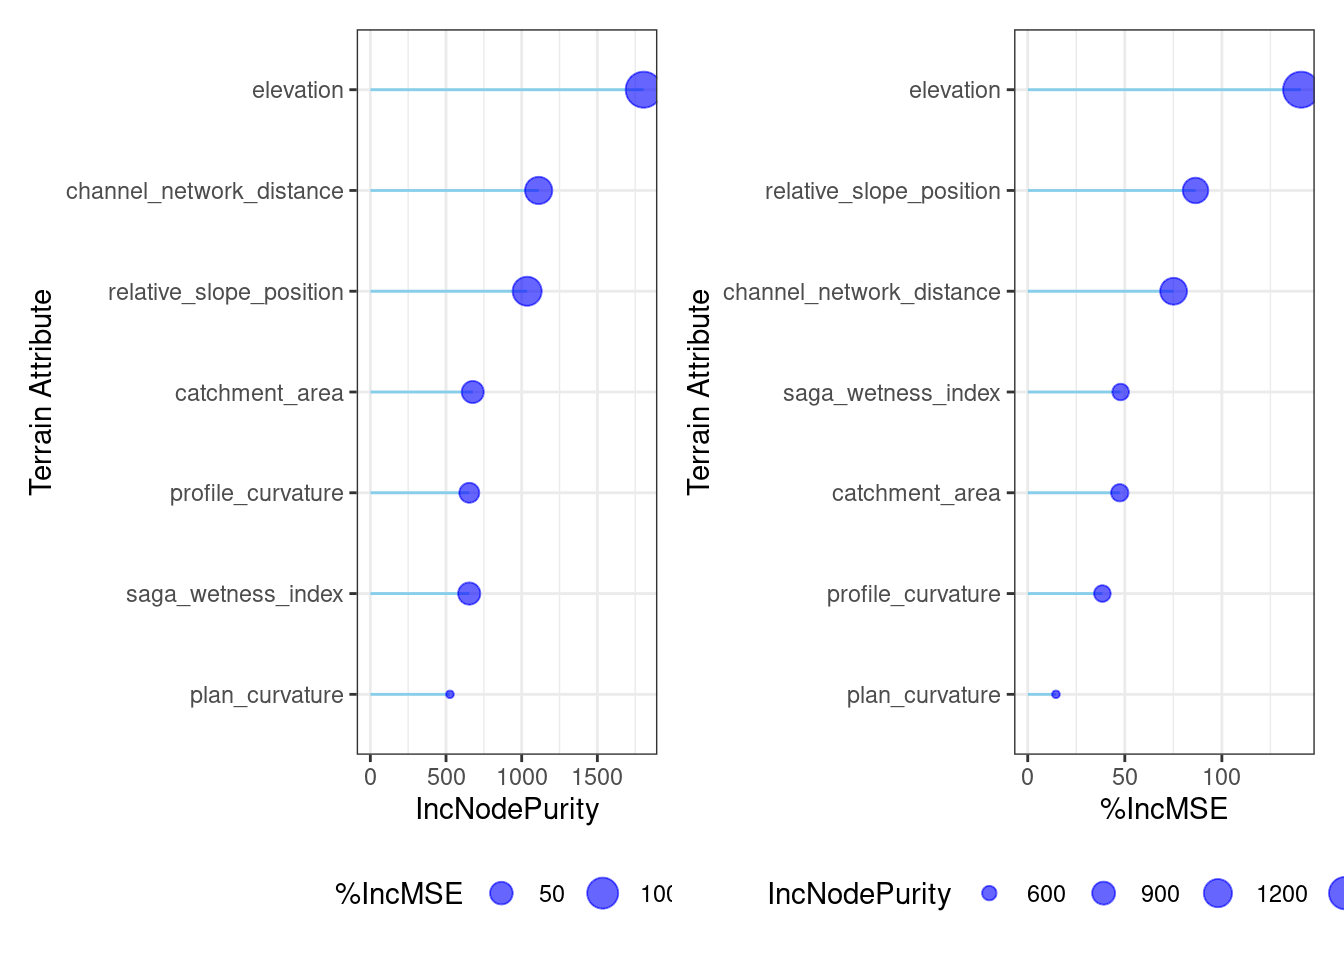 Terrain Attribute
elevation
channel_network_distance
relative_slope_position
catchment_area
profile_curvature
saga_wetness_index
plan_curvature
0 500 1000 1500
IncNodePurity
%IncMSE 50 100
Terrain Attribute
elevation
relative_slope_position
channel_network_distance
saga_wetness_index
catchment_area
profile_curvature
plan_curvature
0 50 100
%IncMSE
IncNodePurity 600 900 1200